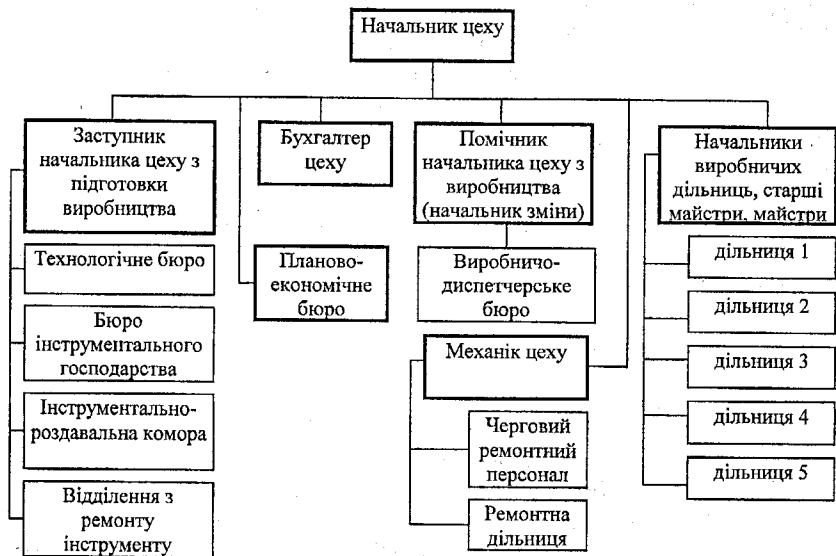 Начальник цеху
Заступник
начальника цеху з
підготовки
виробництва
Технологічне бюро
Бюро
інструментального
господарства
Інструментально-
роздавальна комора
Відділення з
ремонту
інструменту
Бухгалтер
цеху
Планово-
економічне
бюро
Помічник
начальника цеху з
виробництва
(начальник зміни)
Виробничо-
диспетчерське
бюро
Механік цеху
Черговий
ремонтний
персонал
Ремонтна
дільниця
Начальники
виробничих
дільниць, старші
майстри, майстри
дільниця 1
дільниця 2
дільниця 3
дільниця 4
дільниця 5